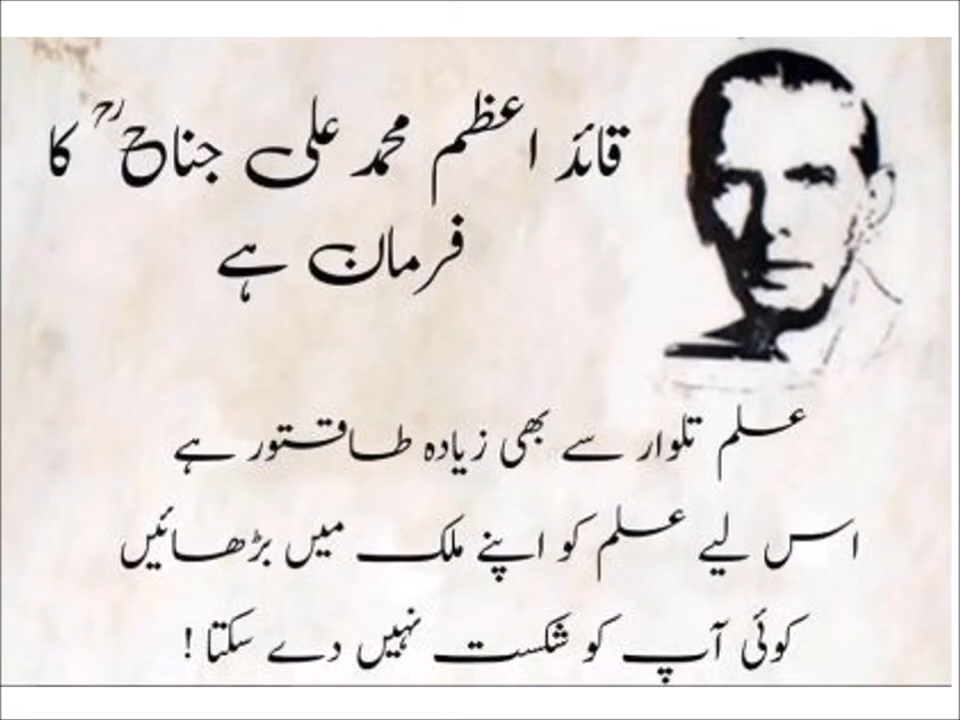 قائد اعظم محمد علی جناحؒ کا
فرمان ہے
علم تلوار سے بھی زیادہ طاقتور ہے
اس لیے علم کو اپنے ملک میں بڑھائیں
کوئی آپ کو شکست نہیں دے سکتا!